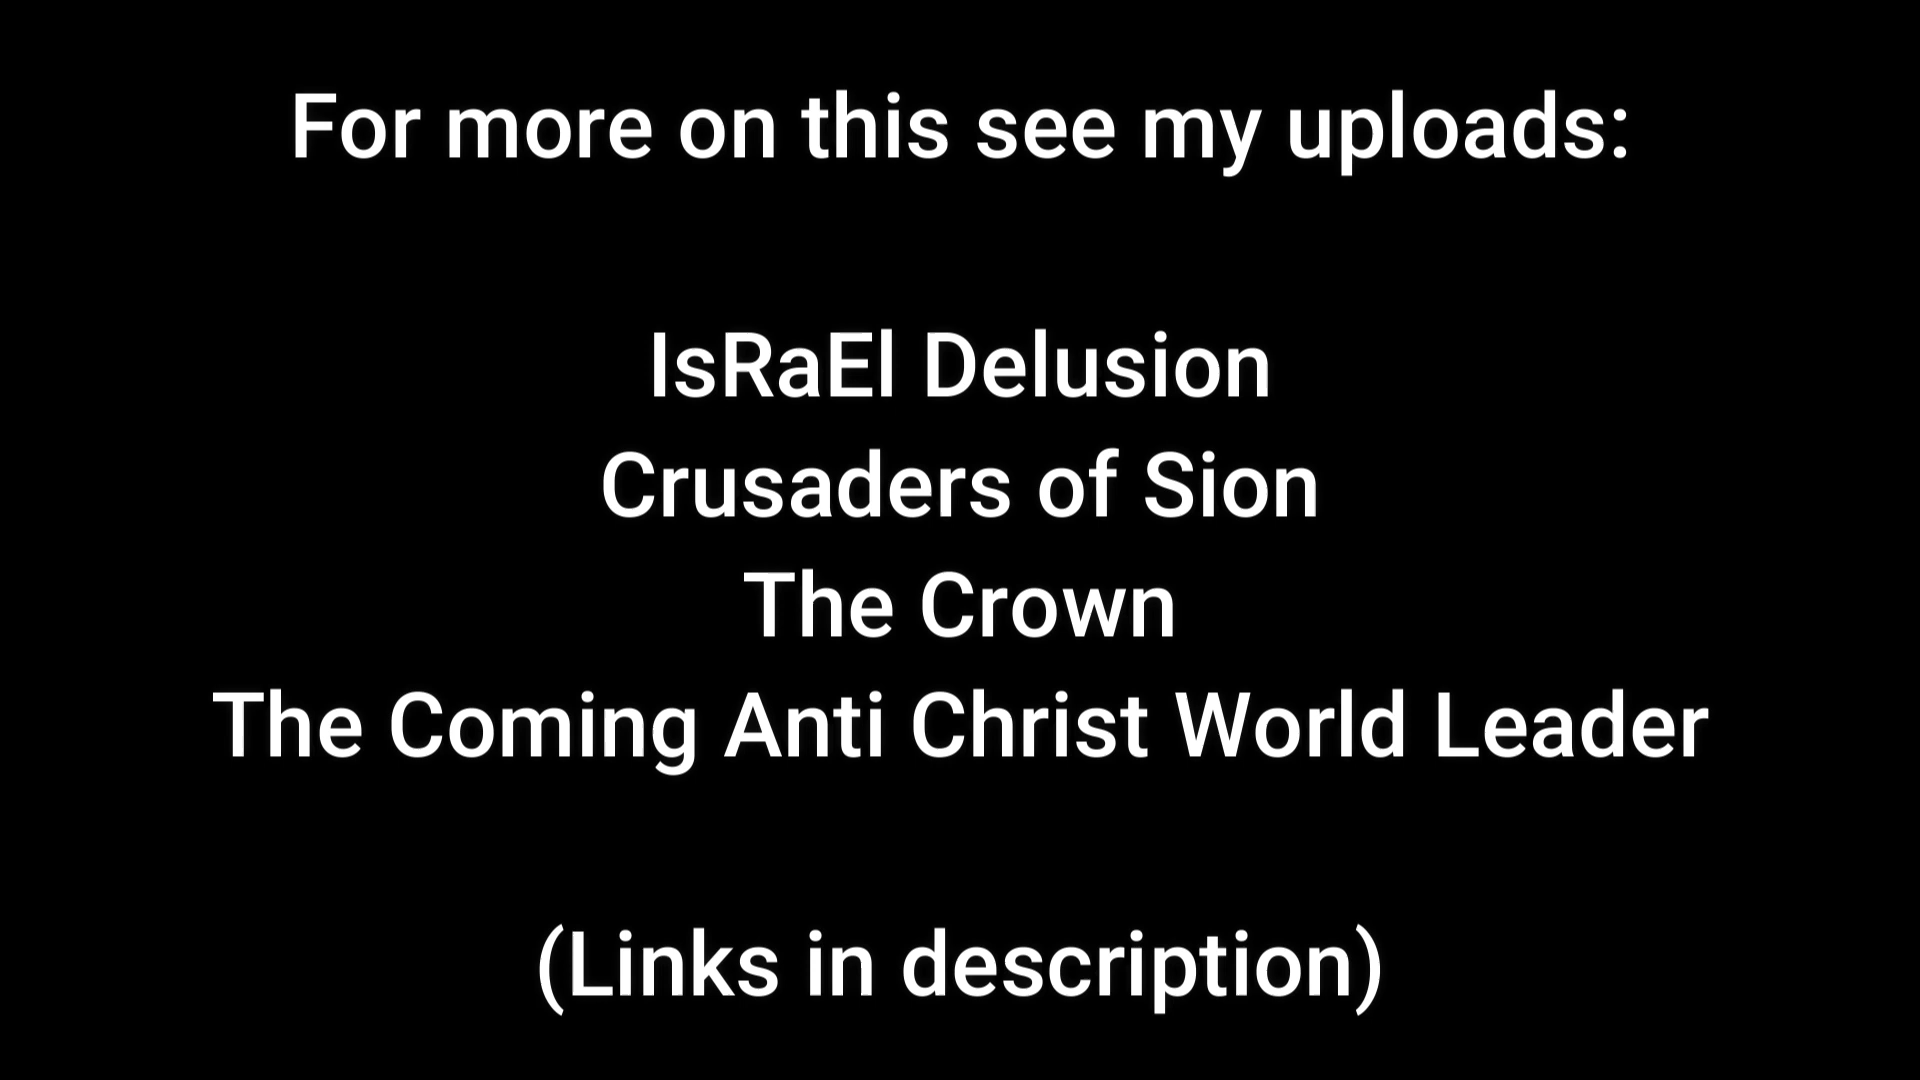 For more on this see my uploads:
IsRaEl Delusion
Crusaders of Sion
The Crown
The Coming Anti Christ World Leader
(Links in description)